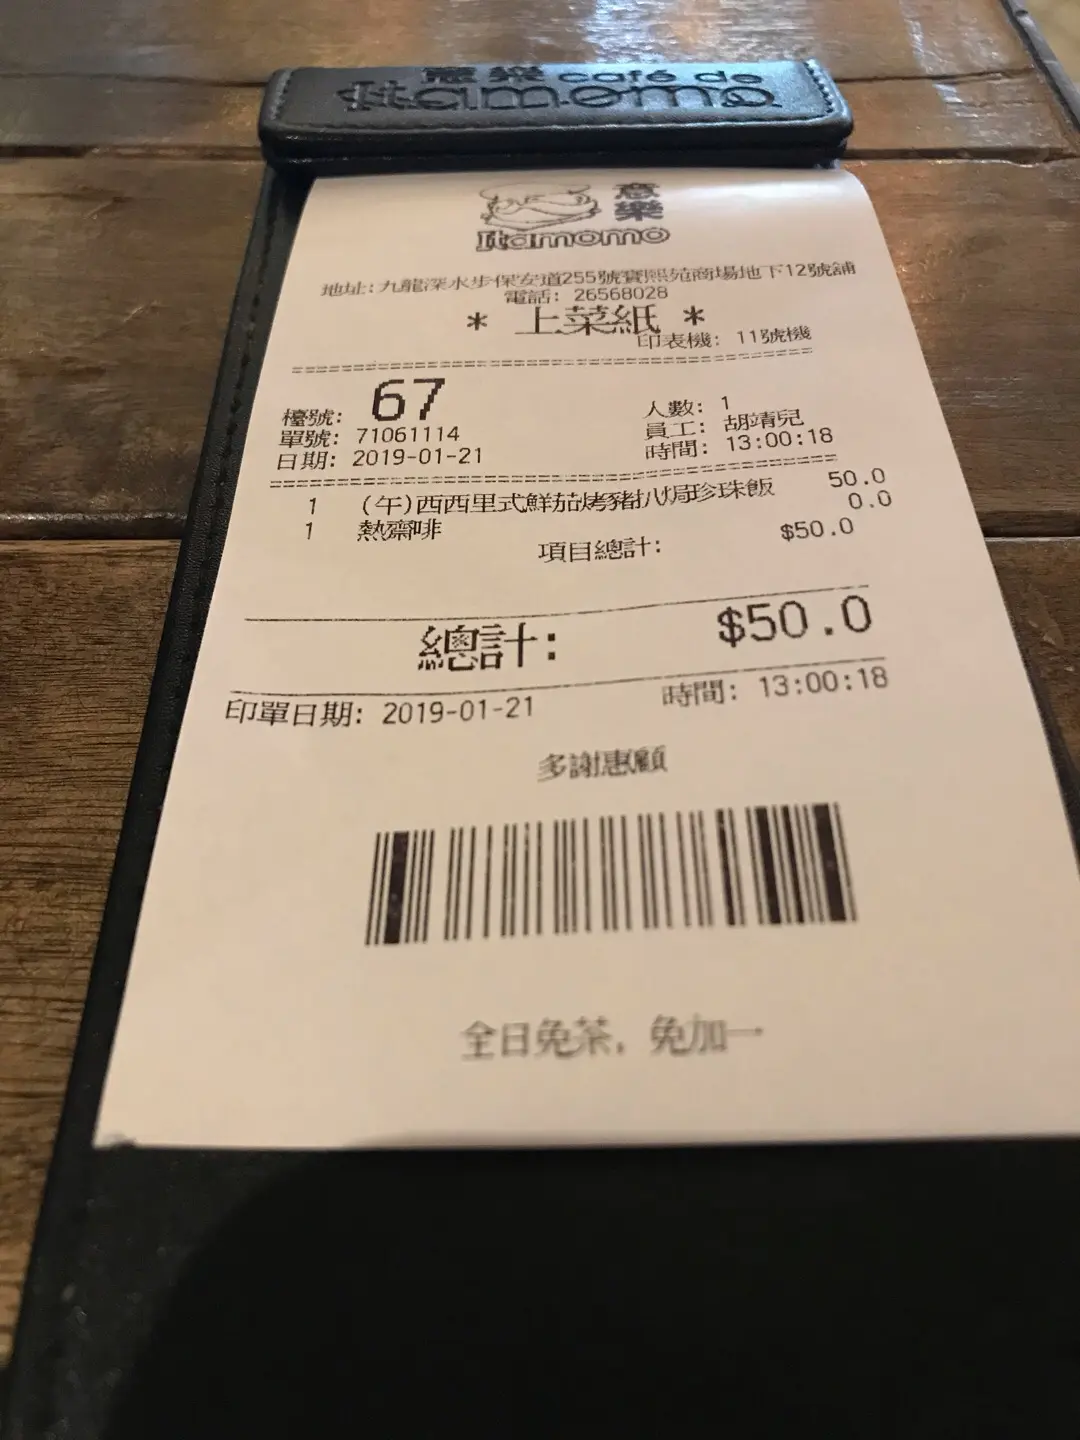 意樂 café de
Itamomo
意樂
Itamomo
地址:九龍深水步保安道255號寶熙苑商場地下12號舖
電話: 26568028
* 上菜紙 *
印表機: 11號機
檯號: 67 人數: 1
單號: 71061114 員工: 胡靖兒
日期: 2019-01-21 時間: 13:00:18
1 (午)西西里式鮮茄烤豬扒焗珍珠飯 50.0
1 熱齋啡 0.0
項目總計: $50.0
總計: $50.0
印單日期: 2019-01-21 時間: 13:00:18
多謝惠顧
全日免茶, 免加一